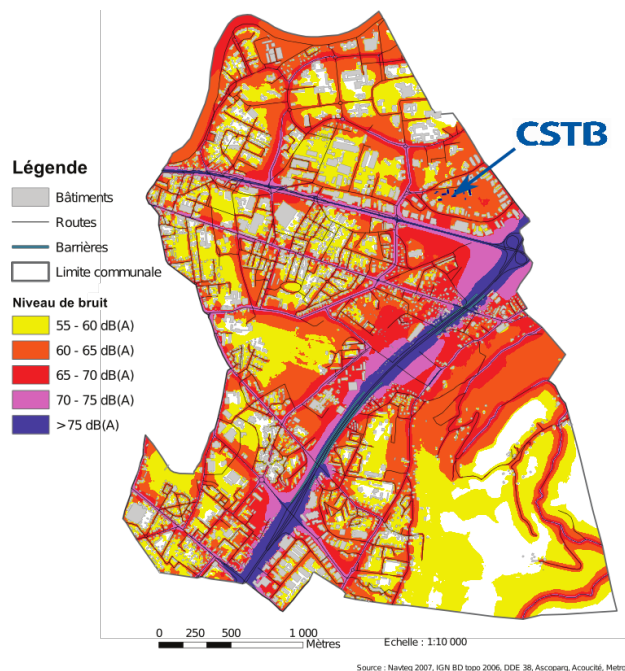 CSTB
Légende
Bâtiments
Routes
Barrières
Limite communale
Niveau de bruit
55 - 60 dB(A)
60 - 65 dB(A)
65 - 70 dB(A)
70 - 75 dB(A)
>75 dB(A)
0 250 500 1 000
Mètres
Echelle : 1:10 000
Source : Navteq 2007, IGN BD topo 2006, DDE 38, Ascoparg, Acoucité, Metro